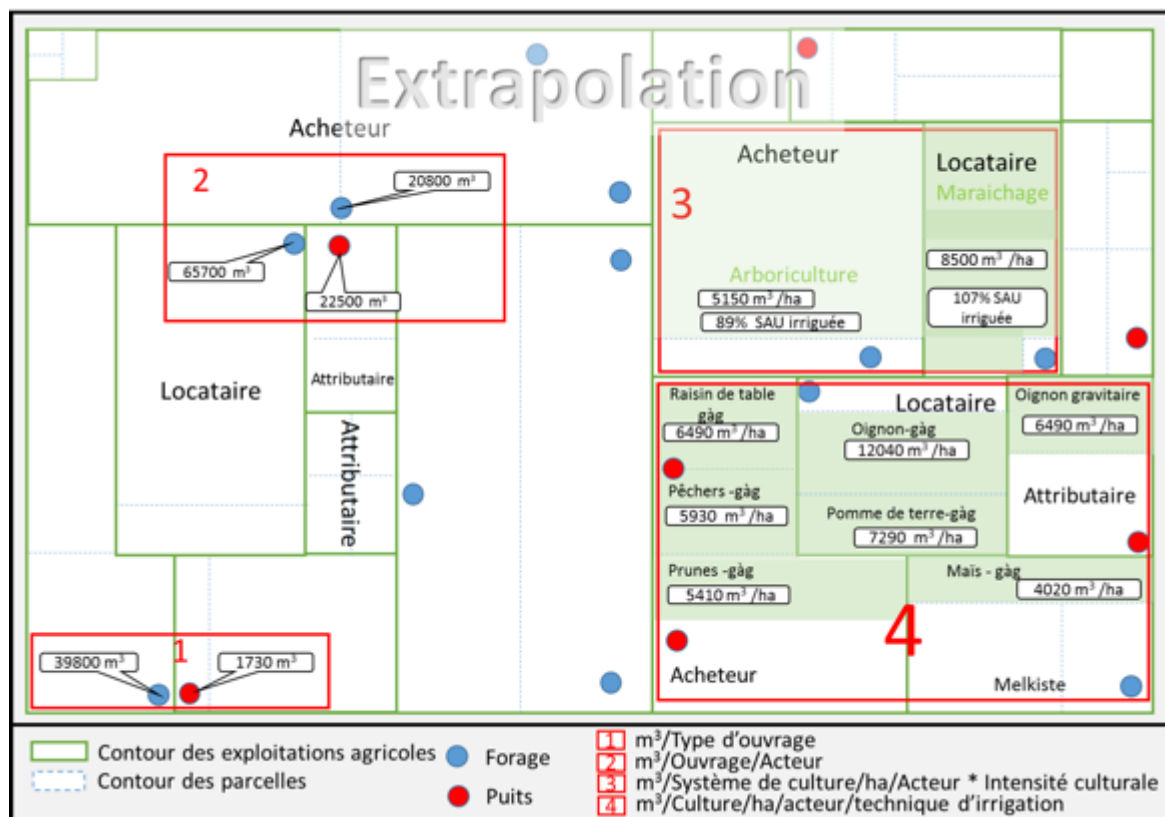 Extrapolation
Acheteur
2
20800 m³
65700 m³
22500 m³
Locataire
Attributaire
Attributaire
1
39800 m³
1730 m³
Acheteur
Locataire
Maraichage
3
8500 m³ /ha
Arboriculture
5150 m³ /ha
107% SAU
irriguée
89% SAU irriguée
Raisin de table
gàg
6490 m³ /ha
Locataire
Oignon-gàg
12040 m³ /ha
Oignon gravitaire
6490 m³ /ha
Pêchers -gàg
5930 m³ /ha
Pomme de terre-gàg
7290 m³ /ha
Attributaire
Prunes -gàg
5410 m³ /ha
Maïs - gàg
4020 m³ /ha
4
Acheteur
Melkiste
Contour des exploitations agricoles
Contour des parcelles
Forage
Puits
1 m³/Type d'ouvrage
2 m³/Ouvrage/Acteur
3 m³/Système de culture/ha/Acteur * Intensité culturale
4 m³/Culture/ha/acteur/technique d'irrigation